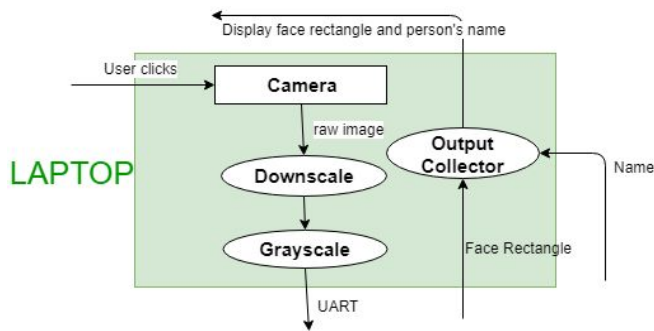 Display face rectangle and person's name
User clicks
Camera
raw image
Output
Collector
LAPTOP
Downscale
Name
Grayscale
Face Rectangle
UART